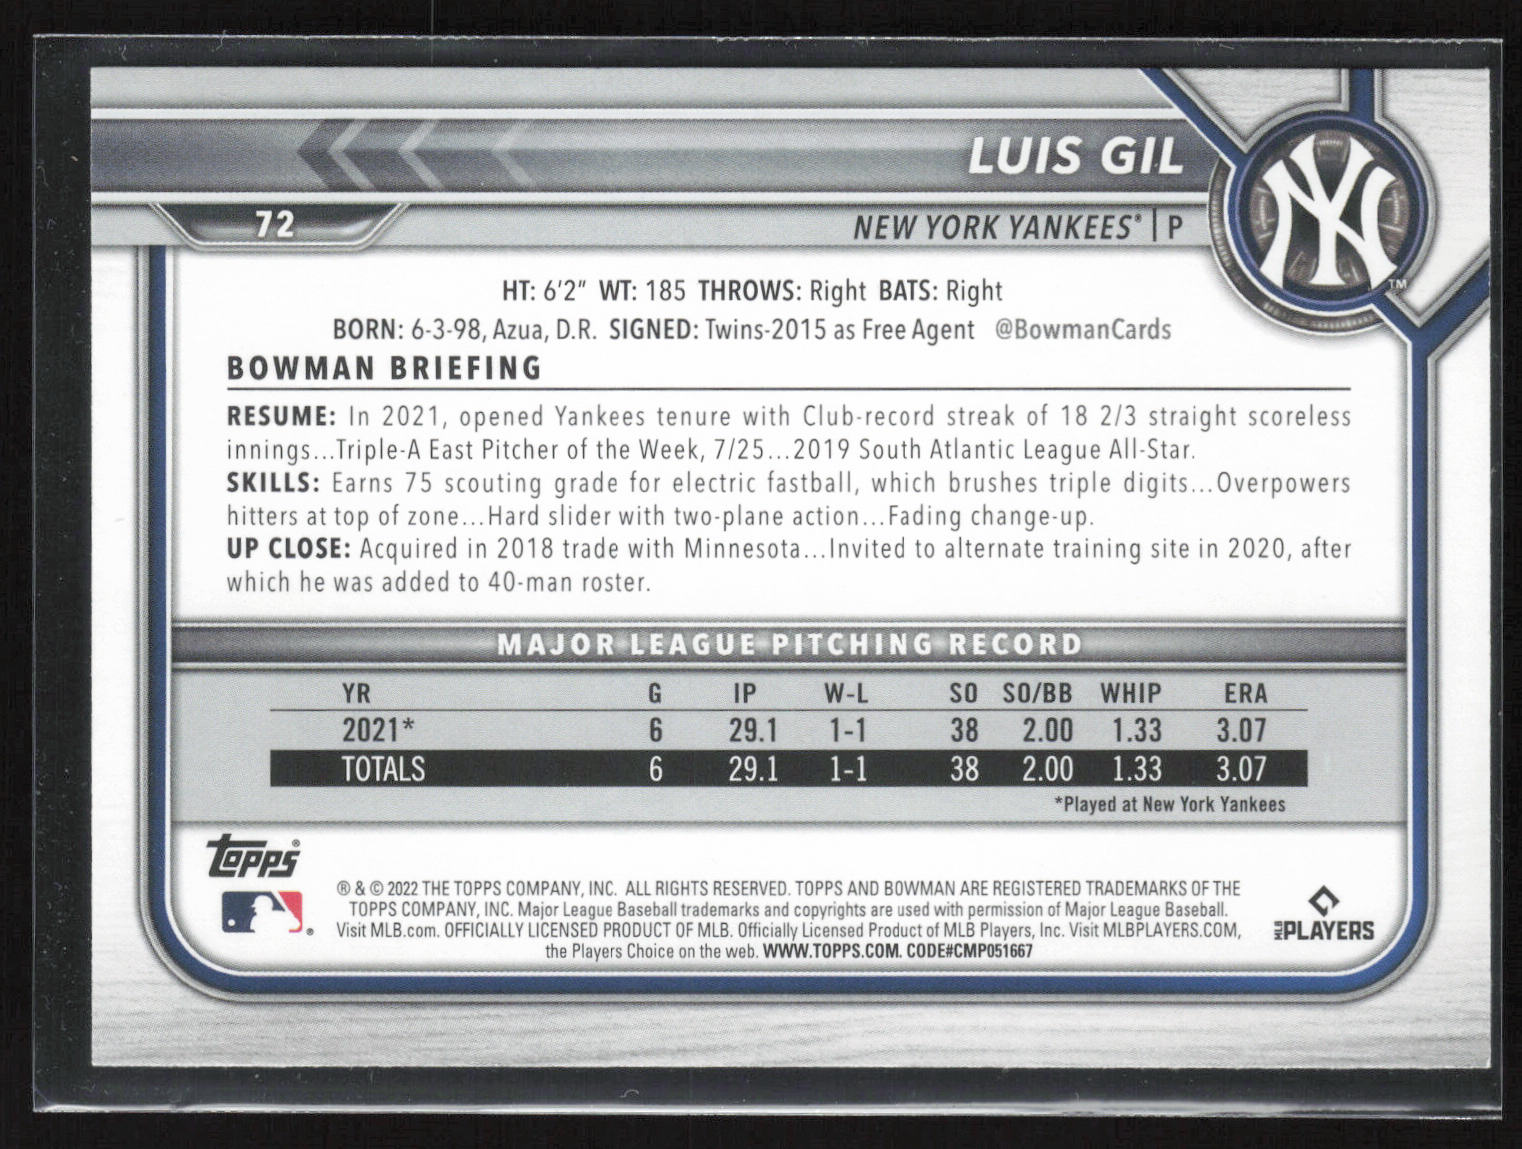 LUIS GIL
72
NEW YORK YANKEES® | P
NY
TM
HT: 6'2" WT: 185 THROWS: Right BATS: Right
BORN: 6-3-98, Azua, D.R. SIGNED: Twins-2015 as Free Agent @BowmanCards
BOWMAN BRIEFING
RESUME: In 2021, opened Yankees tenure with Club-record streak of 18 2/3 straight scoreless
innings...Triple-A East Pitcher of the Week, 7/25...2019 South Atlantic League All-Star.
SKILLS: Earns 75 scouting grade for electric fastball, which brushes triple digits...Overpowers
hitters at top of zone...Hard slider with two-plane action...Fading change-up.
UP CLOSE: Acquired in 2018 trade with Minnesota...Invited to alternate training site in 2020, after
which he was added to 40-man roster.
MAJOR LEAGUE PITCHING RECORD
YR G IP W-L SO SO/BB WHIP ERA
2021* 6 29.1 1-1 38 2.00 1.33 3.07
TOTALS 6 29.1 1-1 38 2.00 1.33 3.07
*Played at New York Yankees
Topps®
® & © 2022 THE TOPPS COMPANY, INC. ALL RIGHTS RESERVED. TOPPS AND BOWMAN ARE REGISTERED TRADEMARKS OF THE
TOPPS COMPANY, INC. Major League Baseball trademarks and copyrights are used with permission of Major League Baseball.
Visit MLB.com. OFFICIALLY LICENSED PRODUCT OF MLB. Officially Licensed Product of MLB Players, Inc. Visit MLBPLAYERS.COM,
the Players Choice on the web. WWW.TOPPS.COM. CODE#CMP051667
®
MLB PLAYERS